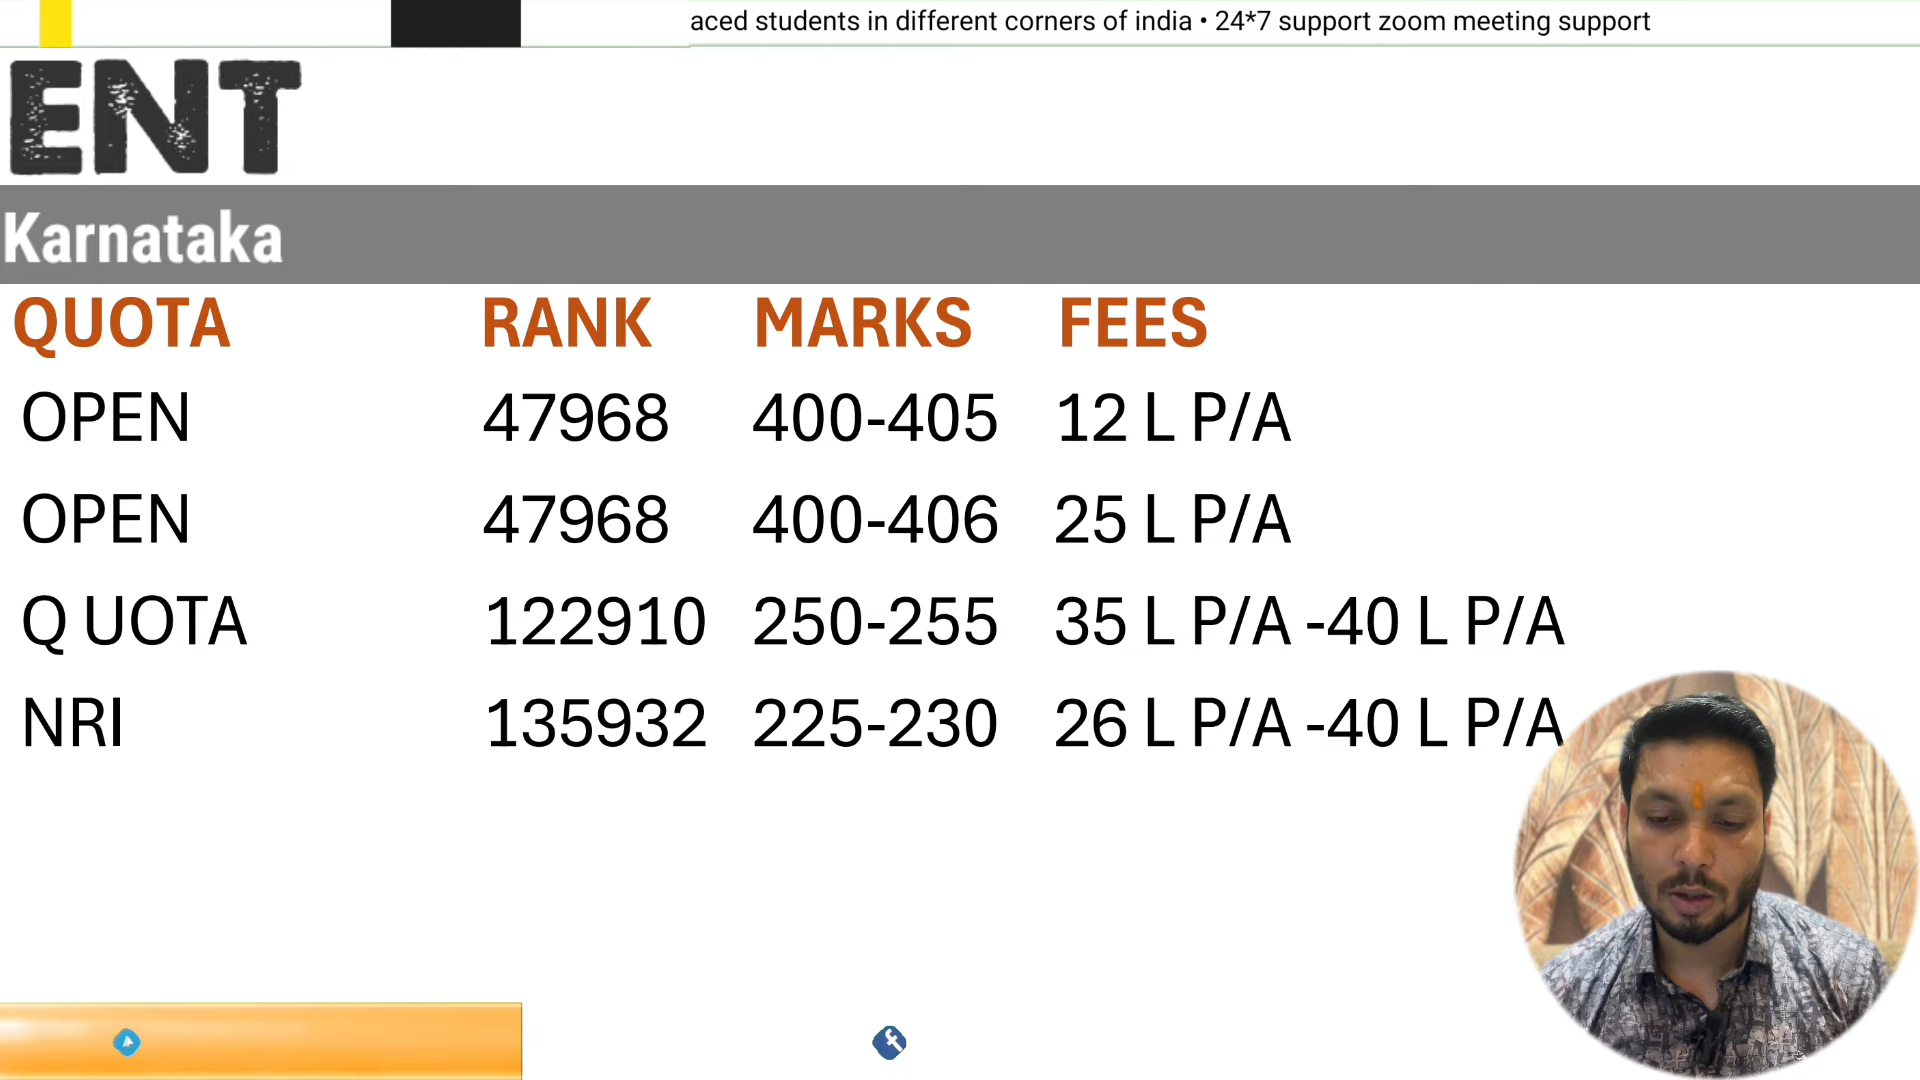 aced students in different corners of india • 24*7 support zoom meeting support
ENT
Karnataka
QUOTA RANK MARKS FEES
OPEN 47968 400-405 12 L P/A
OPEN 47968 400-406 25 L P/A
Q UOTA 122910 250-255 35 L P/A -40 L P/A
NRI 135932 225-230 26 L P/A -40 L P/A